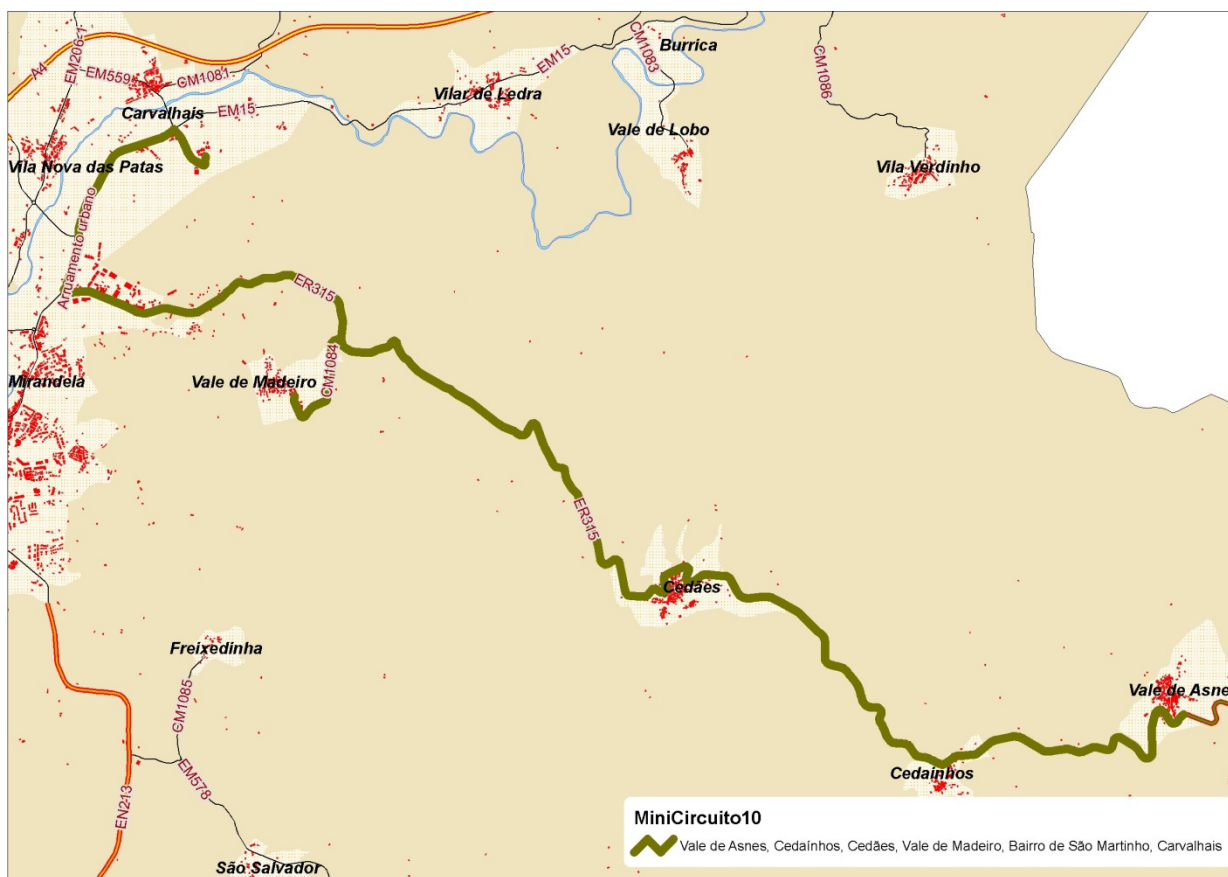 Burrica
CM1083
EM15
A4
EM206-1
EM559
CM1081
CM1086
Vilar de Ledra
Carvalhais
EM15
Vale de Lobo
Vila Nova das Patas
Vila Verdinho
Arruamento urbano
ER315
CM1084
Mirandela
Vale de Madeiro
ER315
Cedães
Freixedinha
CM1085
Vale de Asne
EM578
EN213
Cedainhos
São Salvador
MiniCircuito10
Vale de Asnes, Cedaínhos, Cedães, Vale de Madeiro, Bairro de São Martinho, Carvalhais